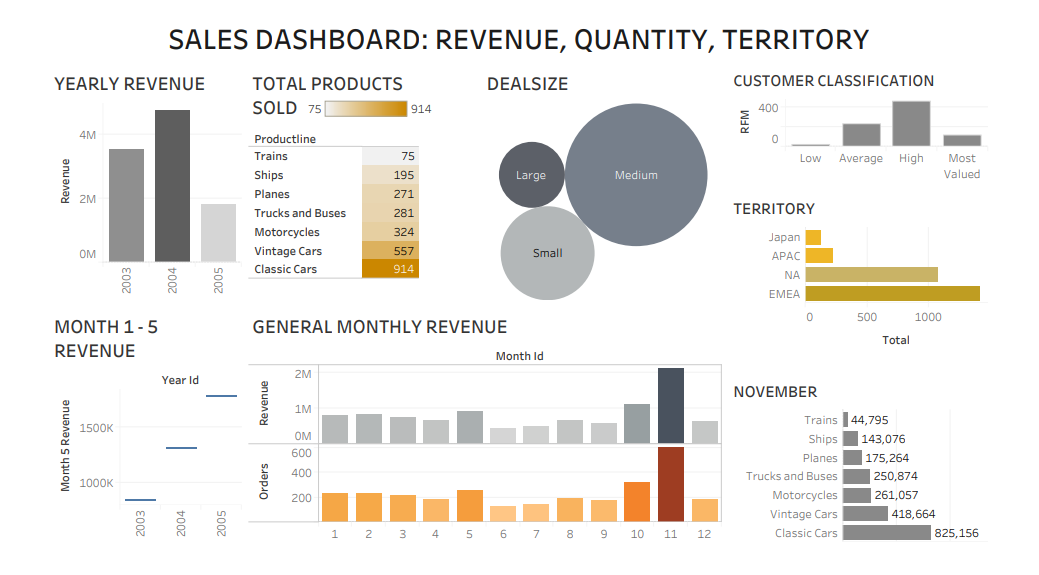 SALES DASHBOARD: REVENUE, QUANTITY, TERRITORY
YEARLY REVENUE
4M
2M
0M
Revenue
2003
2004
2005
TOTAL PRODUCTS
SOLD 75 914
Productline
Trains 75
Ships 195
Planes 271
Trucks and Buses 281
Motorcycles 324
Vintage Cars 557
Classic Cars 914
DEALSIZE
Large
Medium
Small
CUSTOMER CLASSIFICATION
RFM
400
0
Low
Average
High
Most
Valued
TERRITORY
Japan
APAC
NA
EMEA
0 500 1000
Total
MONTH 1 - 5
REVENUE
Year Id
Month 5 Revenue
1500K
1000K
2003
2004
2005
GENERAL MONTHLY REVENUE
Month Id
Revenue
2M
1M
0M
Orders
600
400
200
1 2 3 4 5 6 7 8 9 10 11 12
NOVEMBER
Trains 44,795
Ships 143,076
Planes 175,264
Trucks and Buses 250,874
Motorcycles 261,057
Vintage Cars 418,664
Classic Cars 825,156